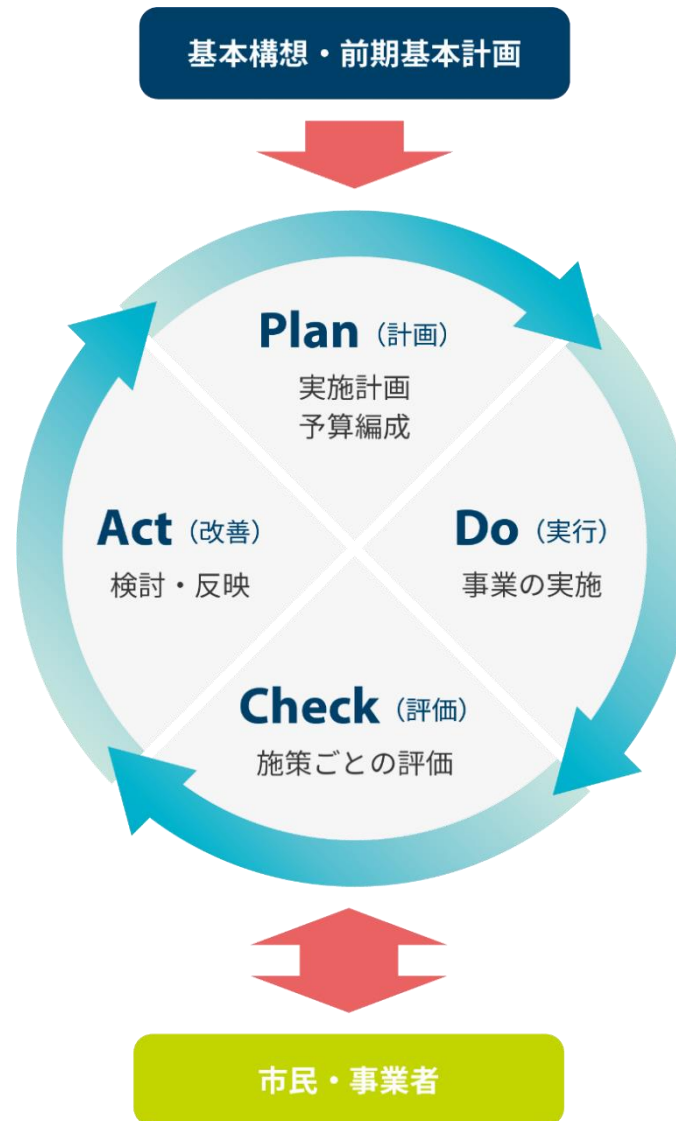 基本構想・前期基本計画
Plan（計画）
実施計画
予算編成
Act（改善）
検討・反映
Do（実行）
事業の実施
Check（評価）
施策ごとの評価
市民・事業者